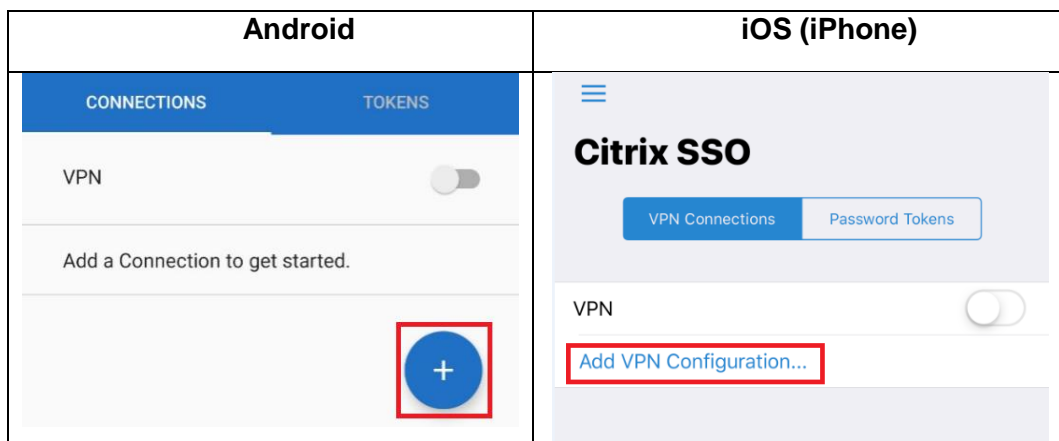 Android
iOS (iPhone)
CONNECTIONS TOKENS
VPN
Add a Connection to get started.
+
Citrix SSO
VPN Connections Password Tokens
VPN
Add VPN Configuration...